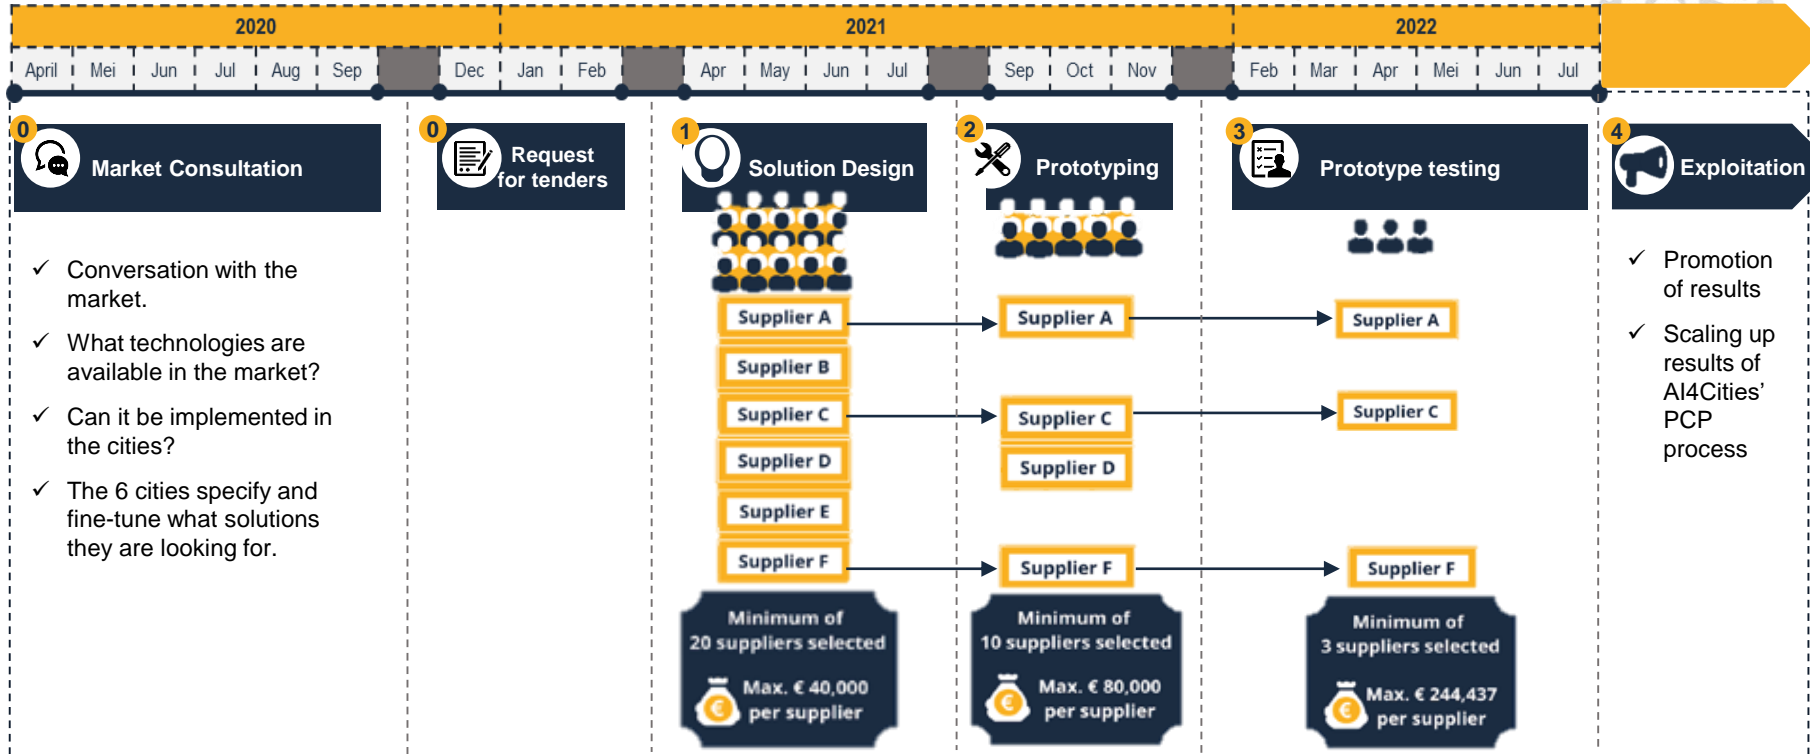 2020
2021
2022
April
Mei
Jun
Jul
Aug
Sep
Dec
Jan
Feb
Apr
May
Jun
Jul
Sep
Oct
Nov
Feb
Mar
Apr
Mei
Jun
Jul
0
Market Consultation
✓ Conversation with the
market.
✓ What technologies are
available in the market?
✓ Can it be implemented in
the cities?
✓ The 6 cities specify and
fine-tune what solutions
they are looking for.
0
Request
for tenders
1
Solution Design
Supplier A
Supplier B
Supplier C
Supplier D
Supplier E
Supplier F
Minimum of
20 suppliers selected
€
Max. € 40,000
per supplier
2
Prototyping
Supplier A
Supplier C
Supplier D
Supplier F
Minimum of
10 suppliers selected
€
Max. € 80,000
per supplier
3
Prototype testing
Supplier A
Supplier C
Supplier F
Minimum of
3 suppliers selected
€
Max. € 244,437
per supplier
4
Exploitation
✓ Promotion
of results
✓ Scaling up
results of
AI4Cities’
PCP
process